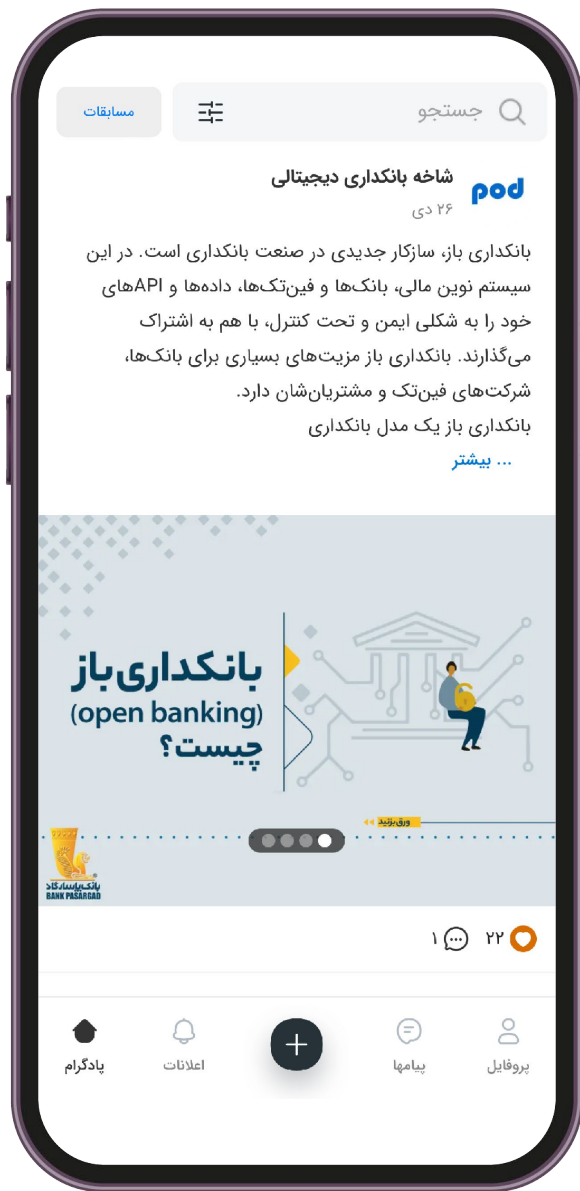 جستجو
مسابقات
pod
شاخه بانکداری دیجیتالی
۲۶ دی
بانکداری باز، سازکار جدیدی در صنعت بانکداری است. در این
سیستم نوین مالی، بانک‌ها و فین‌تک‌ها، داده‌ها و APIهای
خود را به شکلی ایمن و تحت کنترل، با هم به اشتراک
می‌گذارند. بانکداری باز مزیت‌های بسیاری برای بانک‌ها،
شرکت‌های فین‌تک و مشتریان‌شان دارد.
بانکداری باز یک مدل بانکداری
... بیشتر
بانکداری‌باز
(open banking)
چیست؟
ورق بزنید
بانک پاسارگاد
BANK PASARGAD
۲۲
۱
پروفایل
پیامها
اعلانات
پادگرام